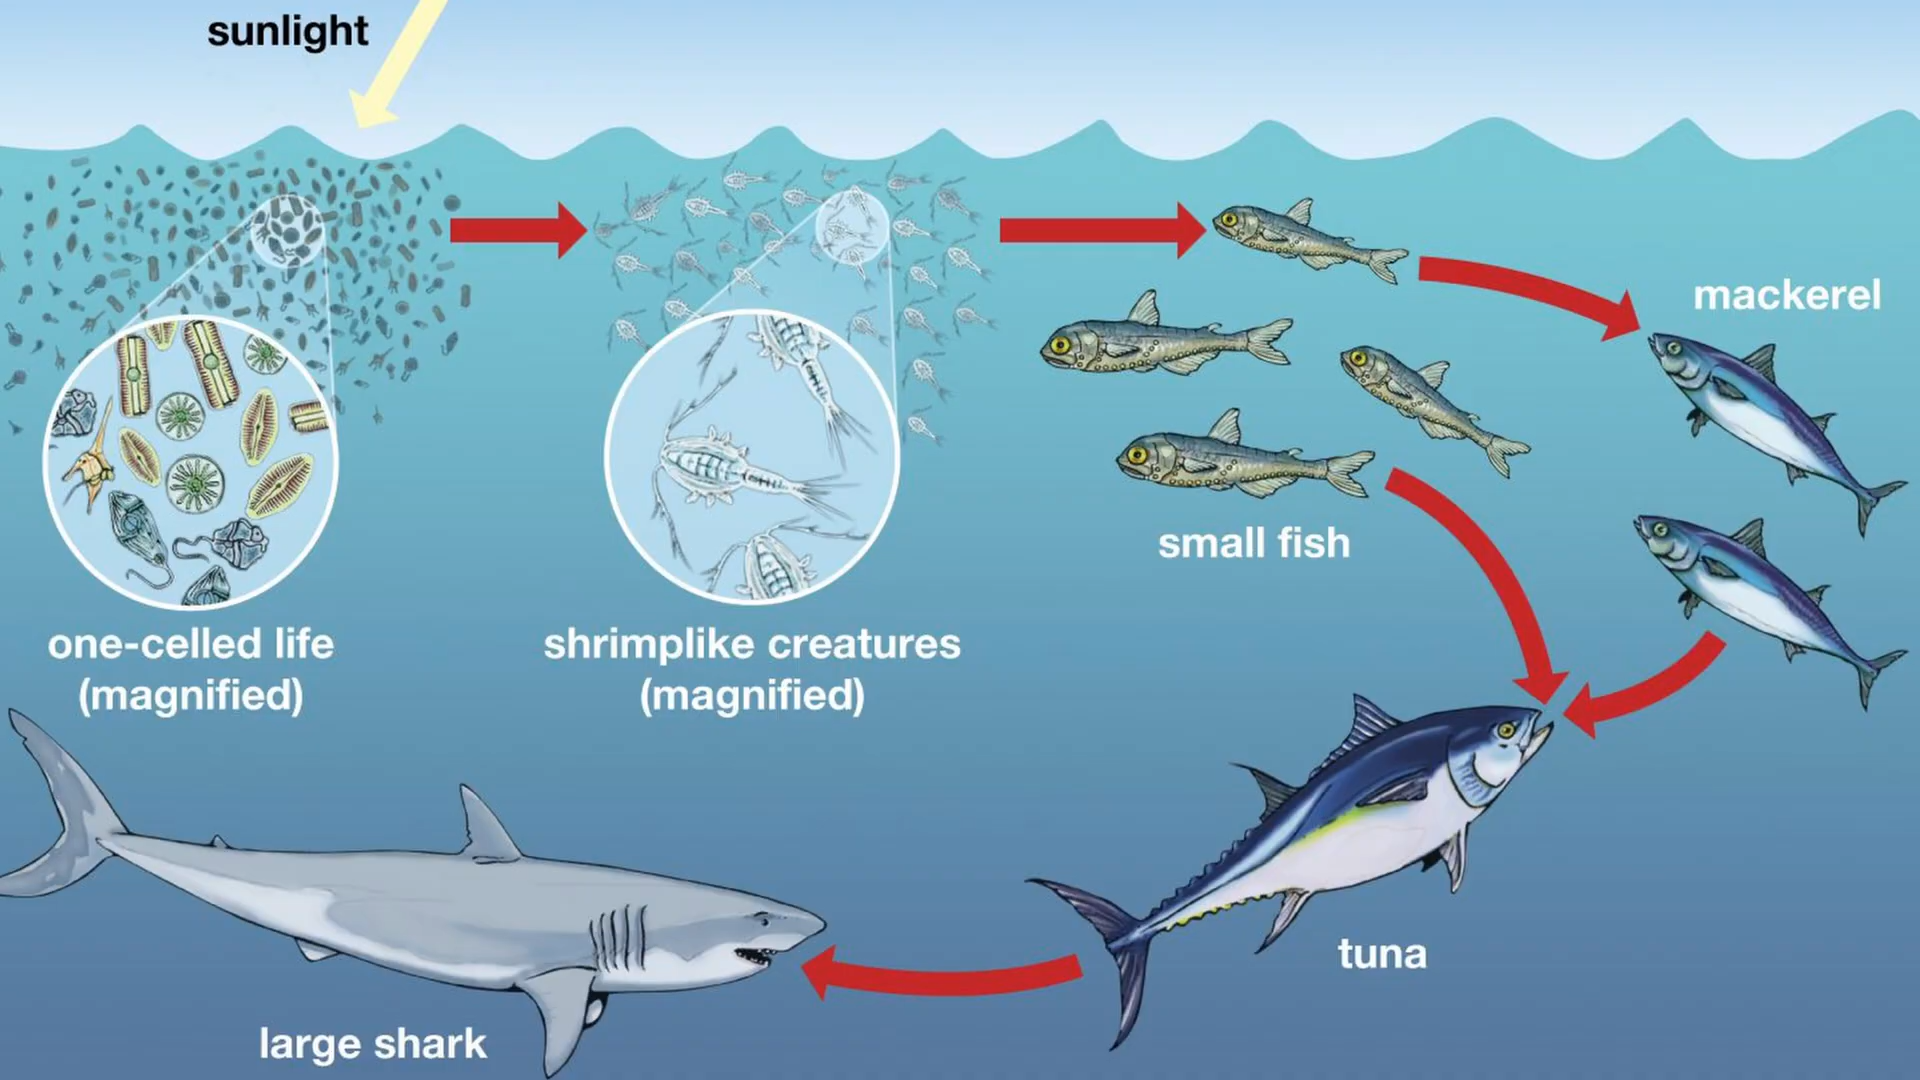 sunlight
mackerel
small fish
one-celled life
(magnified)
shrimplike creatures
(magnified)
tuna
large shark